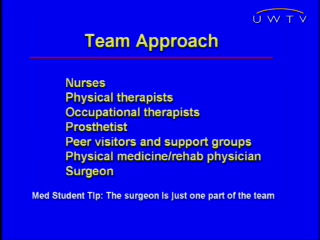 UWTV
Team Approach
Nurses
Physical therapists
Occupational therapists
Prosthetist
Peer visitors and support groups
Physical medicine/rehab physician
Surgeon
Med Student Tip: The surgeon is just one part of the team